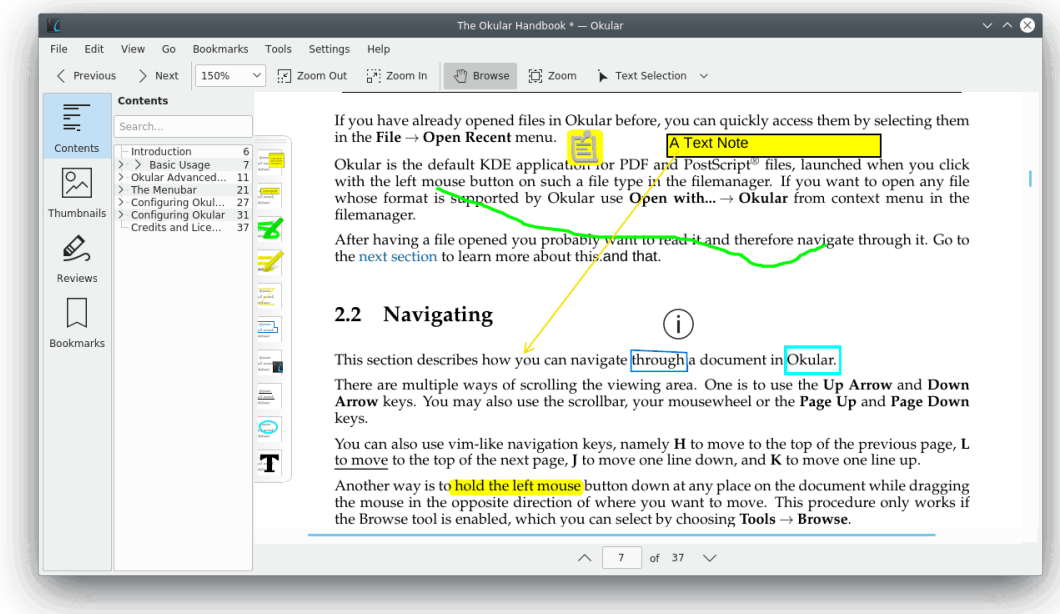 The Okular Handbook * — Okular
File Edit View Go Bookmarks Tools Settings Help
Previous Next 150% Zoom Out Zoom In Browse Zoom Text Selection
Contents
Thumbnails
Reviews
Bookmarks
Contents
Search...
Introduction 6
Basic Usage 7
Okular Advanced... 11
The Menubar 21
Configuring Okul... 27
Configuring Okular 31
Credits and Lice... 37
If you have already opened files in Okular before, you can quickly access them by selecting them
in the File → Open Recent menu.
A Text Note
Okular is the default KDE application for PDF and PostScript® files, launched when you click
with the left mouse button on such a file type in the filemanager. If you want to open any file
whose format is supported by Okular use Open with... → Okular from context menu in the
filemanager.
After having a file opened you probably want to read it and therefore navigate through it. Go to
the next section to learn more about this.and that.
2.2 Navigating
i
This section describes how you can navigate through a document in Okular.
There are multiple ways of scrolling the viewing area. One is to use the Up Arrow and Down
Arrow keys. You may also use the scrollbar, your mousewheel or the Page Up and Page Down
keys.
You can also use vim-like navigation keys, namely H to move to the top of the previous page, L
to move to the top of the next page, J to move one line down, and K to move one line up.
Another way is to hold the left mouse button down at any place on the document while dragging
the mouse in the opposite direction of where you want to move. This procedure only works if
the Browse tool is enabled, which you can select by choosing Tools → Browse.
T
7 of 37